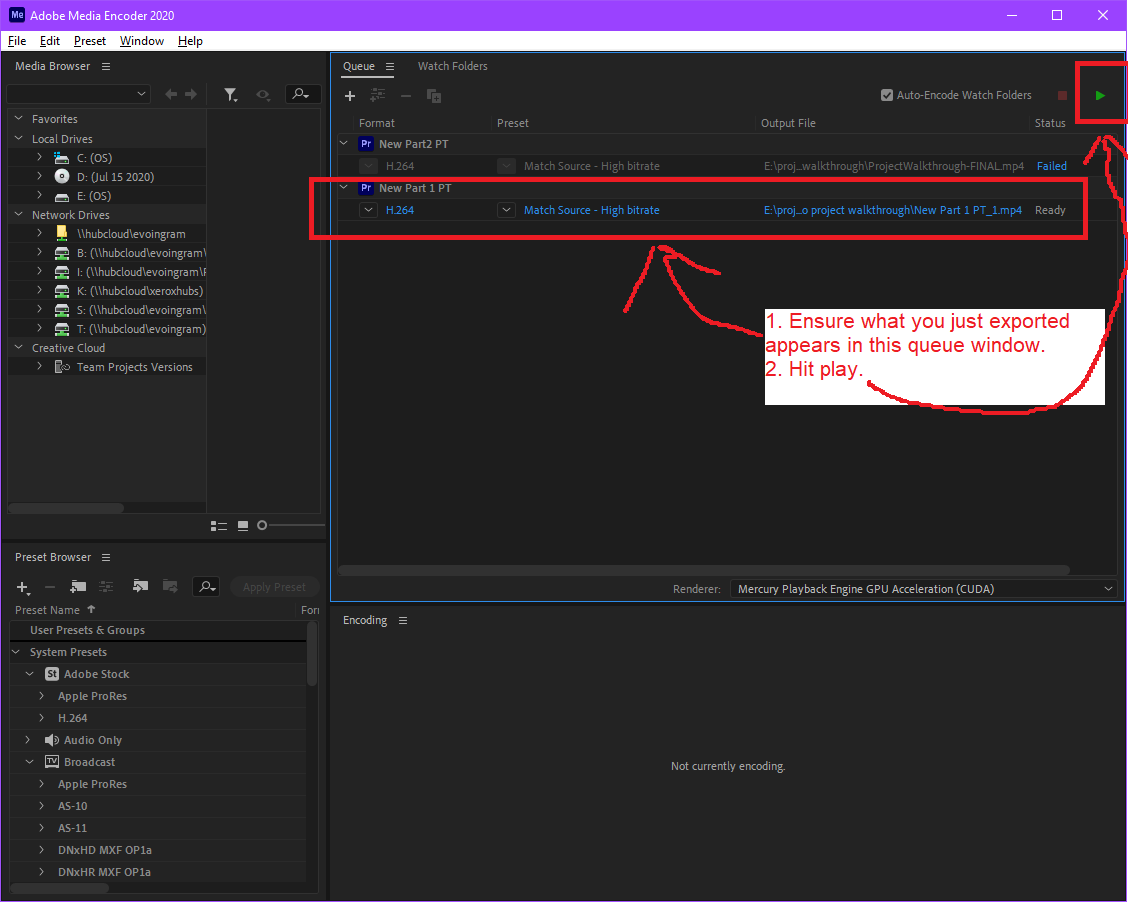 Me Adobe Media Encoder 2020
File Edit Preset Window Help
Media Browser
Favorites
Local Drives
C: (OS)
D: (Jul 15 2020)
E: (OS)
Network Drives
\\hubcloud\evoingram
B: (\\hubcloud\evoingram\
I: (\\hubcloud\evoingram\F
K: (\\hubcloud\xeroxhubs)
S: (\\hubcloud\evoingram\
T: (\\hubcloud\evoingram)
Creative Cloud
Team Projects Versions
Queue Watch Folders
Auto-Encode Watch Folders
Format Preset Output File Status
Pr New Part2 PT
H.264 Match Source - High bitrate E:\proj_walkthrough\ProjectWalkthrough-FINAL.mp4 Failed
Pr New Part 1 PT
H.264 Match Source - High bitrate E:\proj...o project walkthrough\New Part 1 PT_1.mp4 Ready
1. Ensure what you just exported
appears in this queue window.
2. Hit play.
Renderer: Mercury Playback Engine GPU Acceleration (CUDA)
Preset Browser
Apply Preset
Preset Name For
User Presets & Groups
System Presets
St Adobe Stock
Apple ProRes
H.264
Audio Only
TV Broadcast
Apple ProRes
AS-10
AS-11
DNxHD MXF OP1a
DNxHR MXF OP1a
Encoding
Not currently encoding.